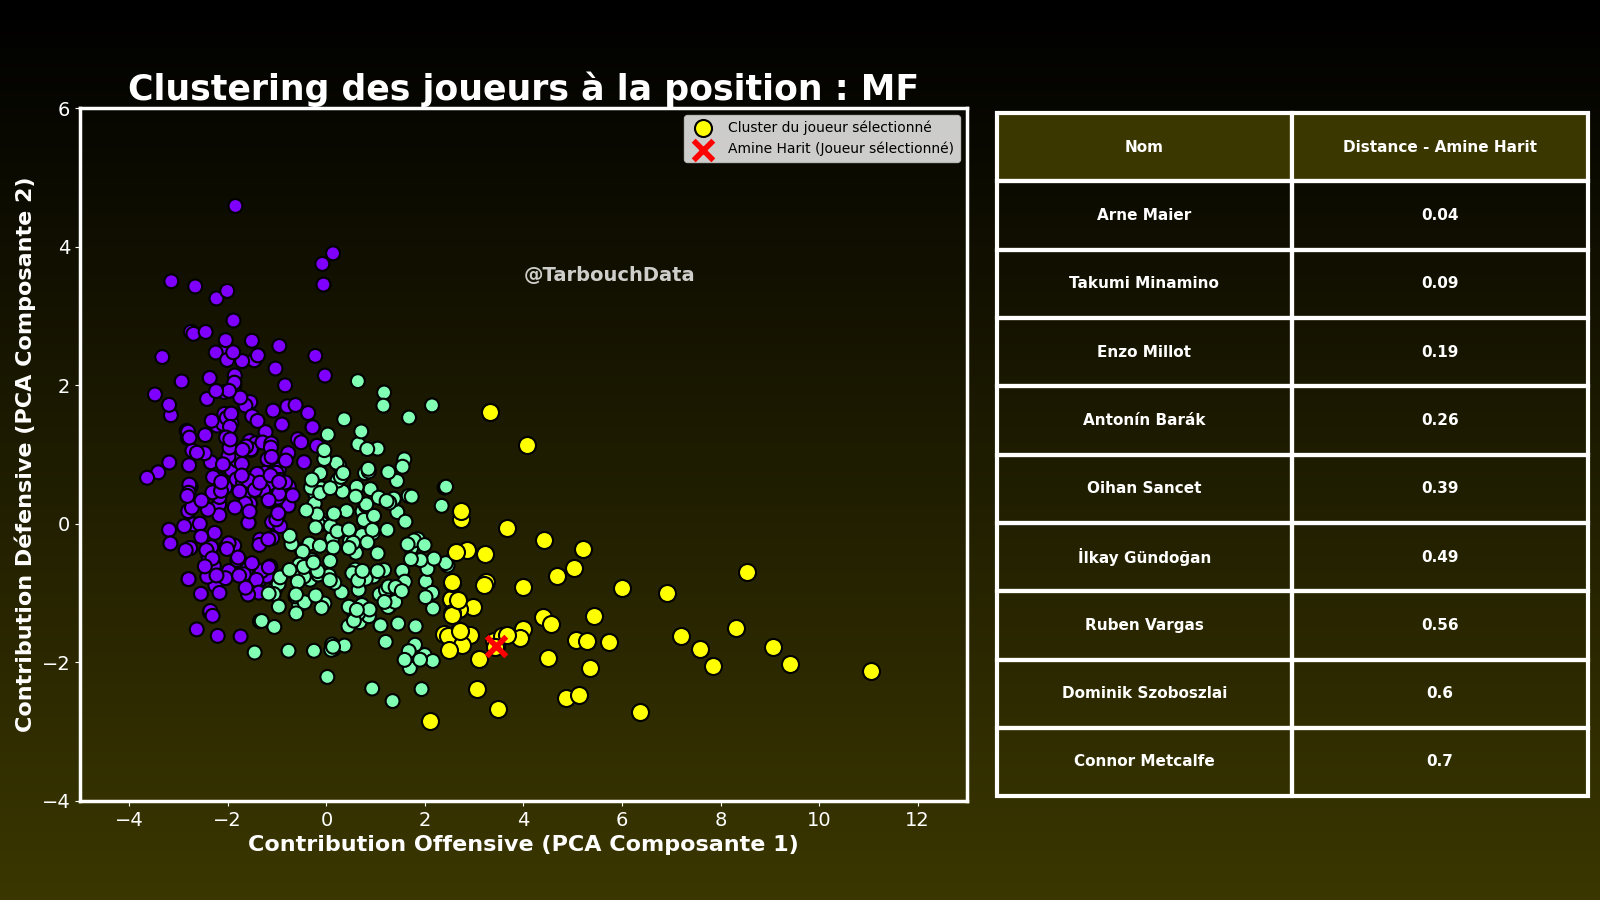 Clustering des joueurs à la position : MF
Cluster du joueur sélectionné
Amine Harit (Joueur sélectionné)
@TarbouchData
Contribution Défensive (PCA Composante 2)
6
4
2
0
−2
−4
−4 −2 0 2 4 6 8 10 12
Contribution Offensive (PCA Composante 1)
Nom Distance - Amine Harit
Arne Maier 0.04
Takumi Minamino 0.09
Enzo Millot 0.19
Antonín Barák 0.26
Oihan Sancet 0.39
İlkay Gündoğan 0.49
Ruben Vargas 0.56
Dominik Szoboszlai 0.6
Connor Metcalfe 0.7